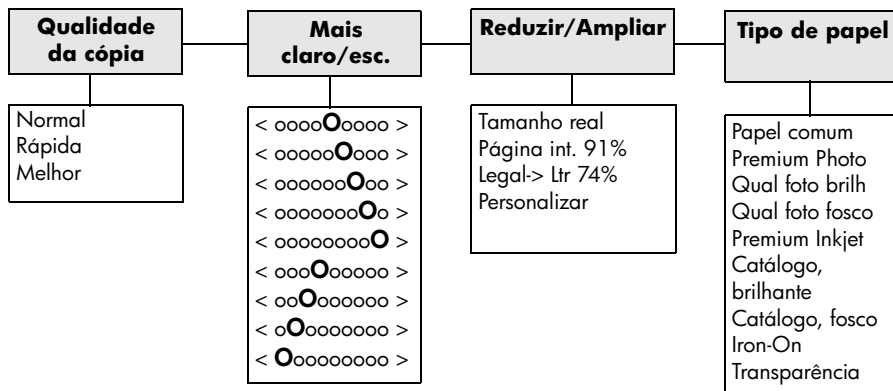 Qualidade
da cópia
Normal
Rápida
Melhor
Mais
claro/esc.
< ooooOoooo >
< oooooOooo >
< ooooooOoo >
< oooooooOo >
< ooooooooO >
< oooOooooo >
< ooOoooooo >
< oOooooooo >
< Ooooooooo >
Reduzir/Ampliar
Tamanho real
Página int. 91%
Legal-> Ltr 74%
Personalizar
Tipo de papel
Papel comum
Premium Photo
Qual foto brilh
Qual foto fosco
Premium Inkjet
Catálogo,
brilhante
Catálogo, fosco
Iron-On
Transparência